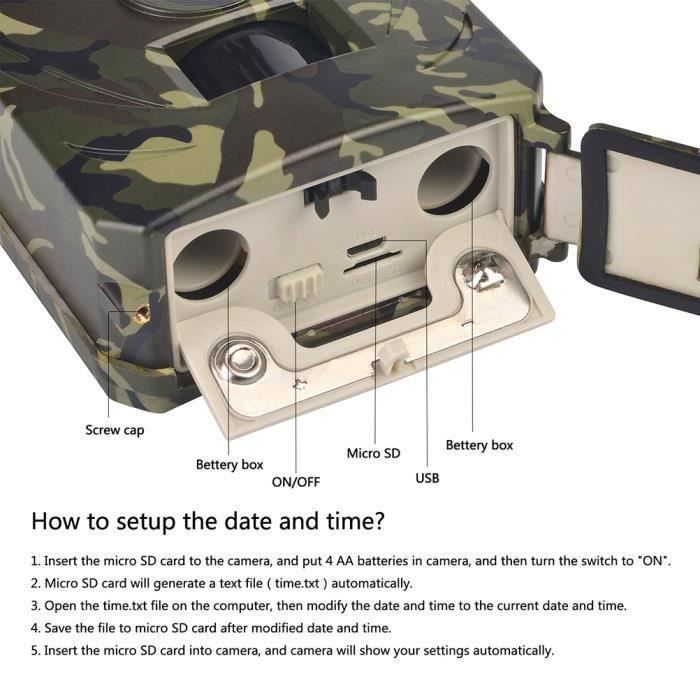 Screw cap
Bettery box
ON/OFF
Micro SD
USB
Bettery box
How to setup the date and time?
1. Insert the micro SD card to the camera, and put 4 AA batteries in camera, and then turn the switch to "ON".
2. Micro SD card will generate a text file ( time.txt ) automatically.
3. Open the time.txt file on the computer, then modify the date and time to the current date and time.
4. Save the file to micro SD card after modified date and time.
5. Insert the micro SD card into camera, and camera will show your settings automatically.